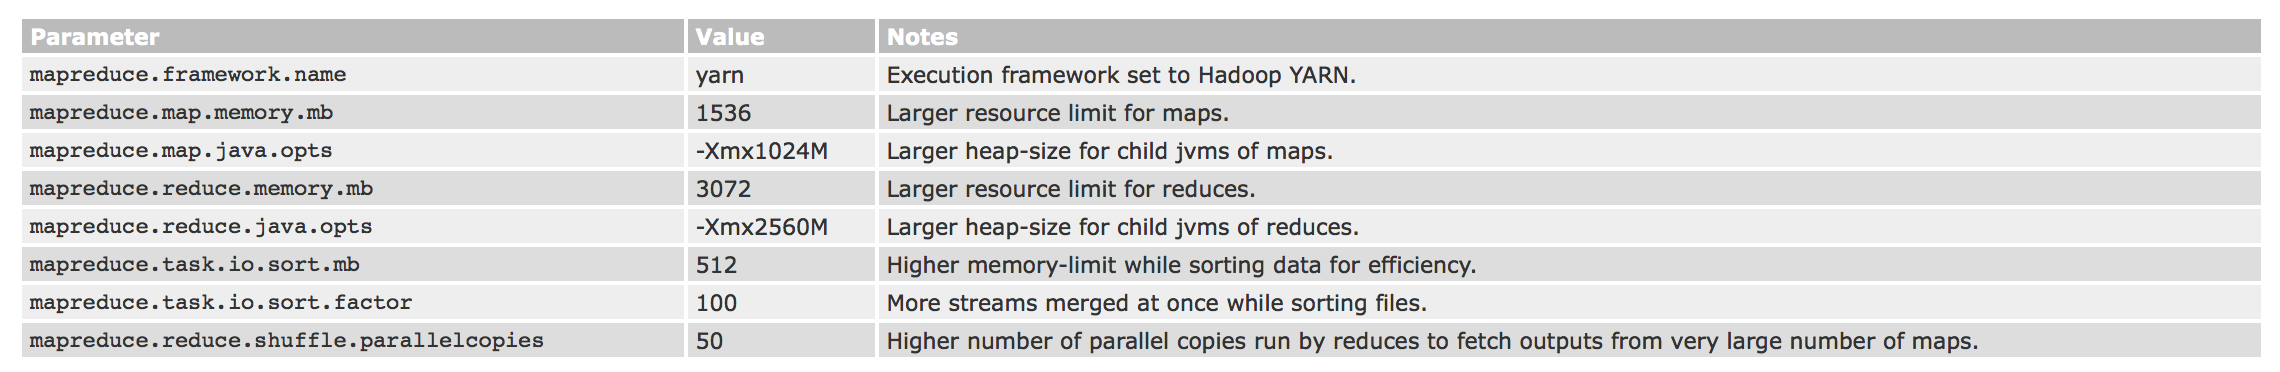 Parameter Value Notes
mapreduce.framework.name yarn Execution framework set to Hadoop YARN.
mapreduce.map.memory.mb 1536 Larger resource limit for maps.
mapreduce.map.java.opts -Xmx1024M Larger heap-size for child jvms of maps.
mapreduce.reduce.memory.mb 3072 Larger resource limit for reduces.
mapreduce.reduce.java.opts -Xmx2560M Larger heap-size for child jvms of reduces.
mapreduce.task.io.sort.mb 512 Higher memory-limit while sorting data for efficiency.
mapreduce.task.io.sort.factor 100 More streams merged at once while sorting files.
mapreduce.reduce.shuffle.parallelcopies 50 Higher number of parallel copies run by reduces to fetch outputs from very large number of maps.